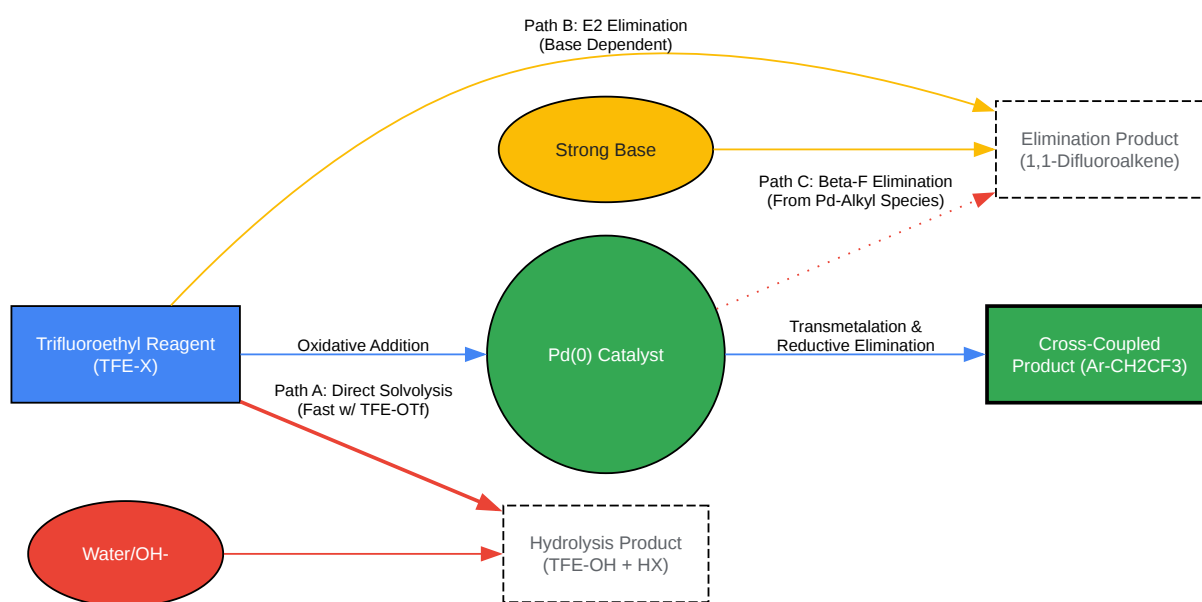 Path B: E2 Elimination
(Base Dependent)
Strong Base
Elimination Product
(1,1-Difluoroalkene)
Path C: Beta-F Elimination
(From Pd-Alkyl Species)
Trifluoroethyl Reagent
(TFE-X)
Oxidative Addition
Pd(0) Catalyst
Transmetalation &
Reductive Elimination
Cross-Coupled
Product (Ar-CH2CF3)
Path A: Direct Solvolysis
(Fast w/ TFE-OTf)
Water/OH-
Hydrolysis Product
(TFE-OH + HX)